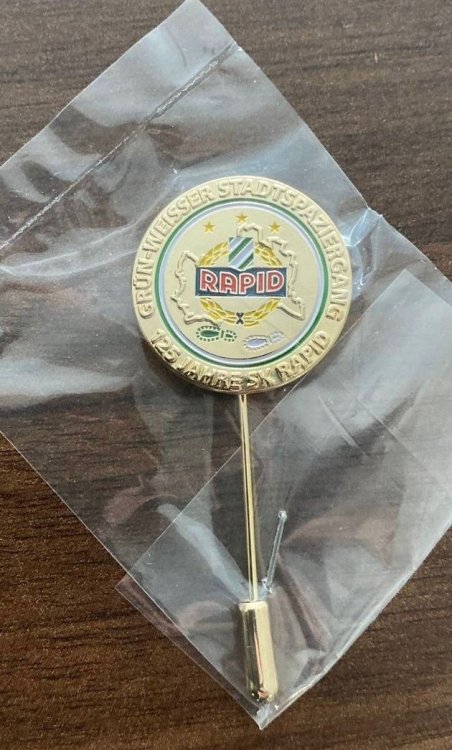 GRÜN-WEISSER STADTSPAZIERGANG
RAPID
125 JAHRE SK RAPID